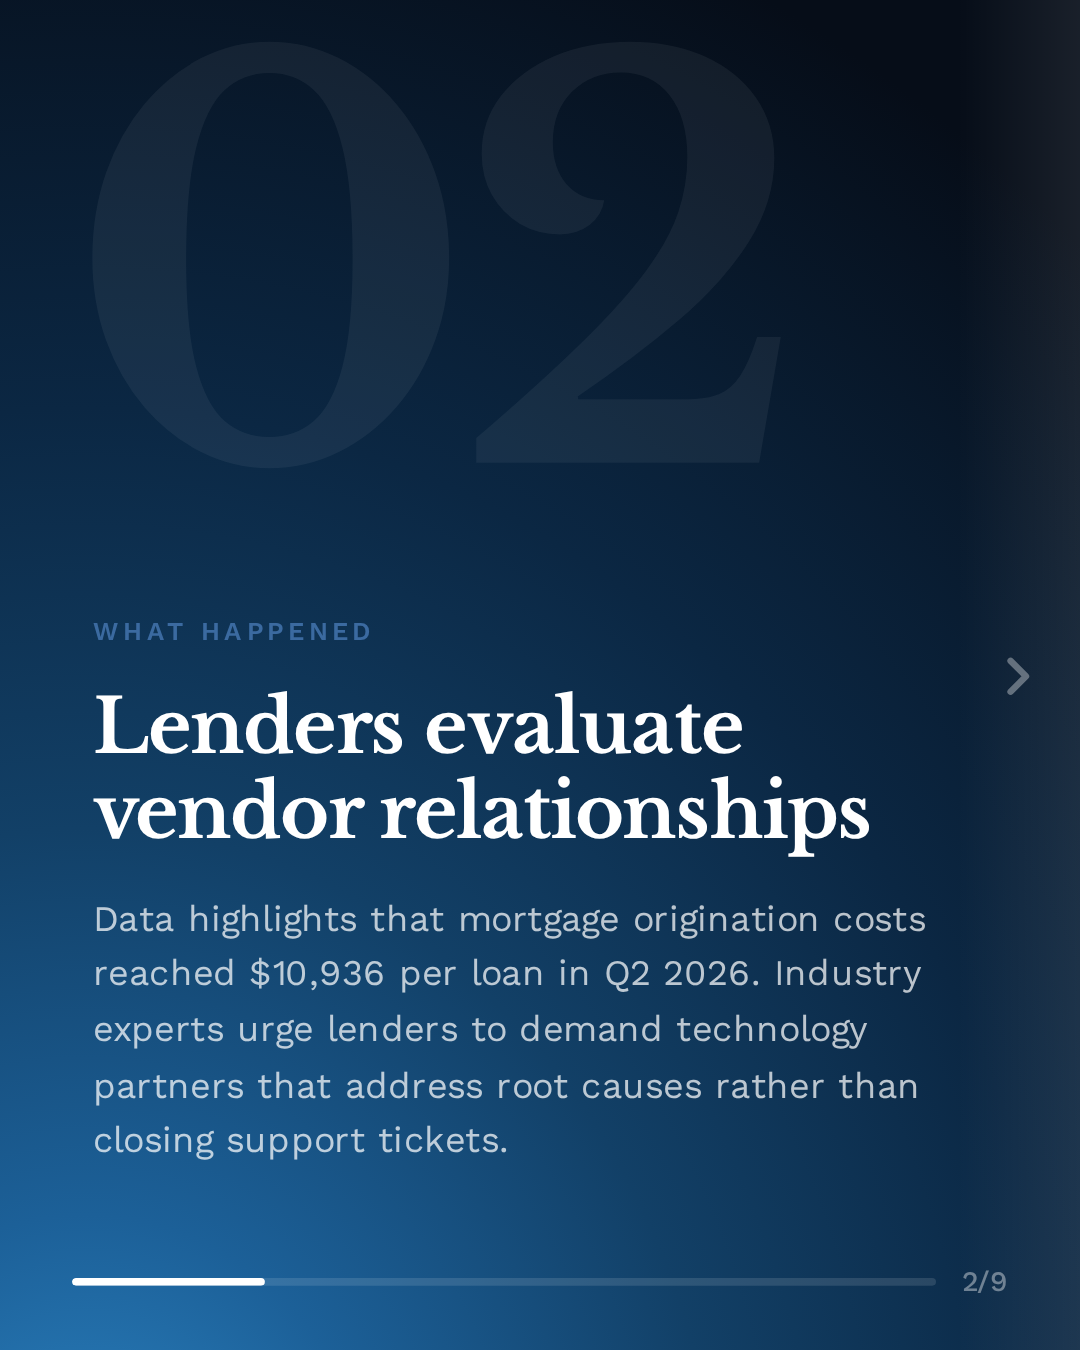 02
WHAT HAPPENED
Lenders evaluate
vendor relationships
Data highlights that mortgage origination costs
reached $10,936 per loan in Q2 2026. Industry
experts urge lenders to demand technology
partners that address root causes rather than
closing support tickets.
2/9